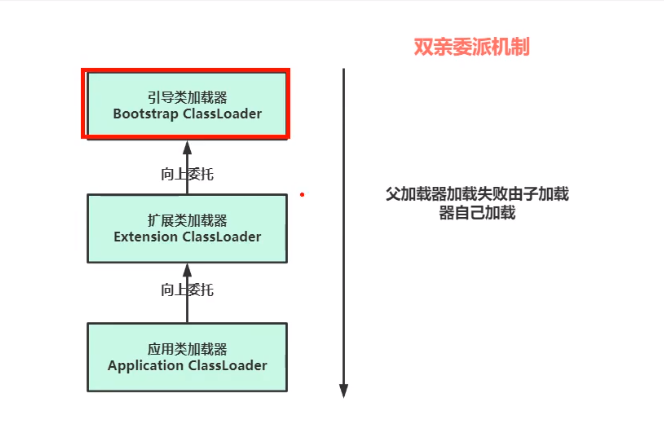 双亲委派机制
引导类加载器
Bootstrap ClassLoader
向上委托
扩展类加载器
Extension ClassLoader
向上委托
应用类加载器
Application ClassLoader
父加载器加载失败由子加载
器自己加载